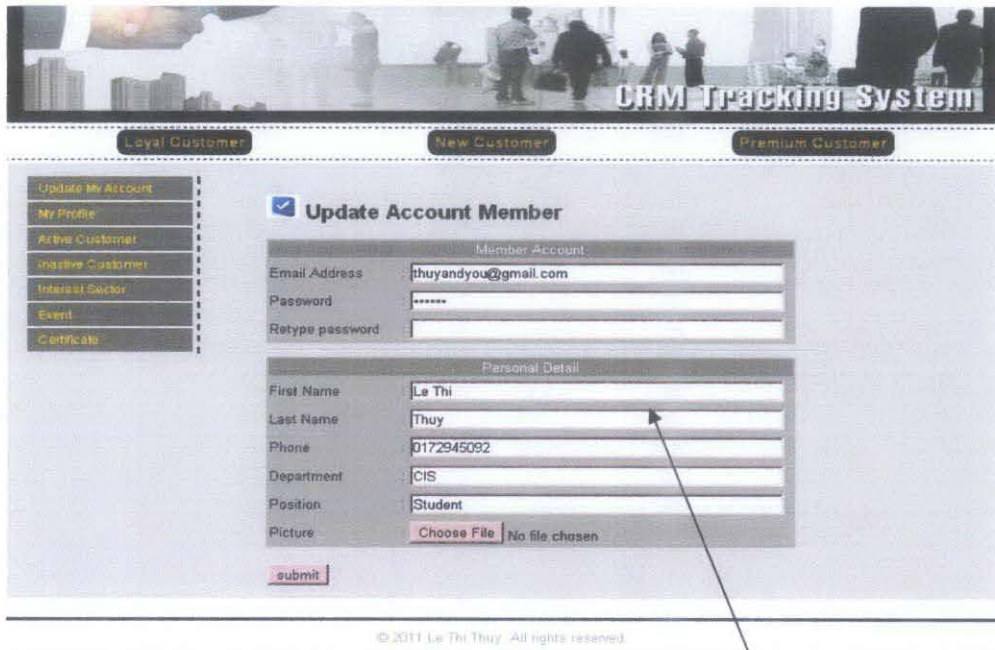 CRM Tracking System
Loyal Customer
New Customer
Premium Customer
Update My Account
My Profile
Active Customer
Inactive Customer
Interest Sector
Event
Certificate
Update Account Member
Member Account
Email Address : thuyandyou@gmail.com
Password : ••••••
Retype password :
Personal Detail
First Name : Le Thi
Last Name : Thuy
Phone : 0172945092
Department : CIS
Position : Student
Picture : Choose File No file chosen
submit
© 2011 Le Thi Thuy. All rights reserved.